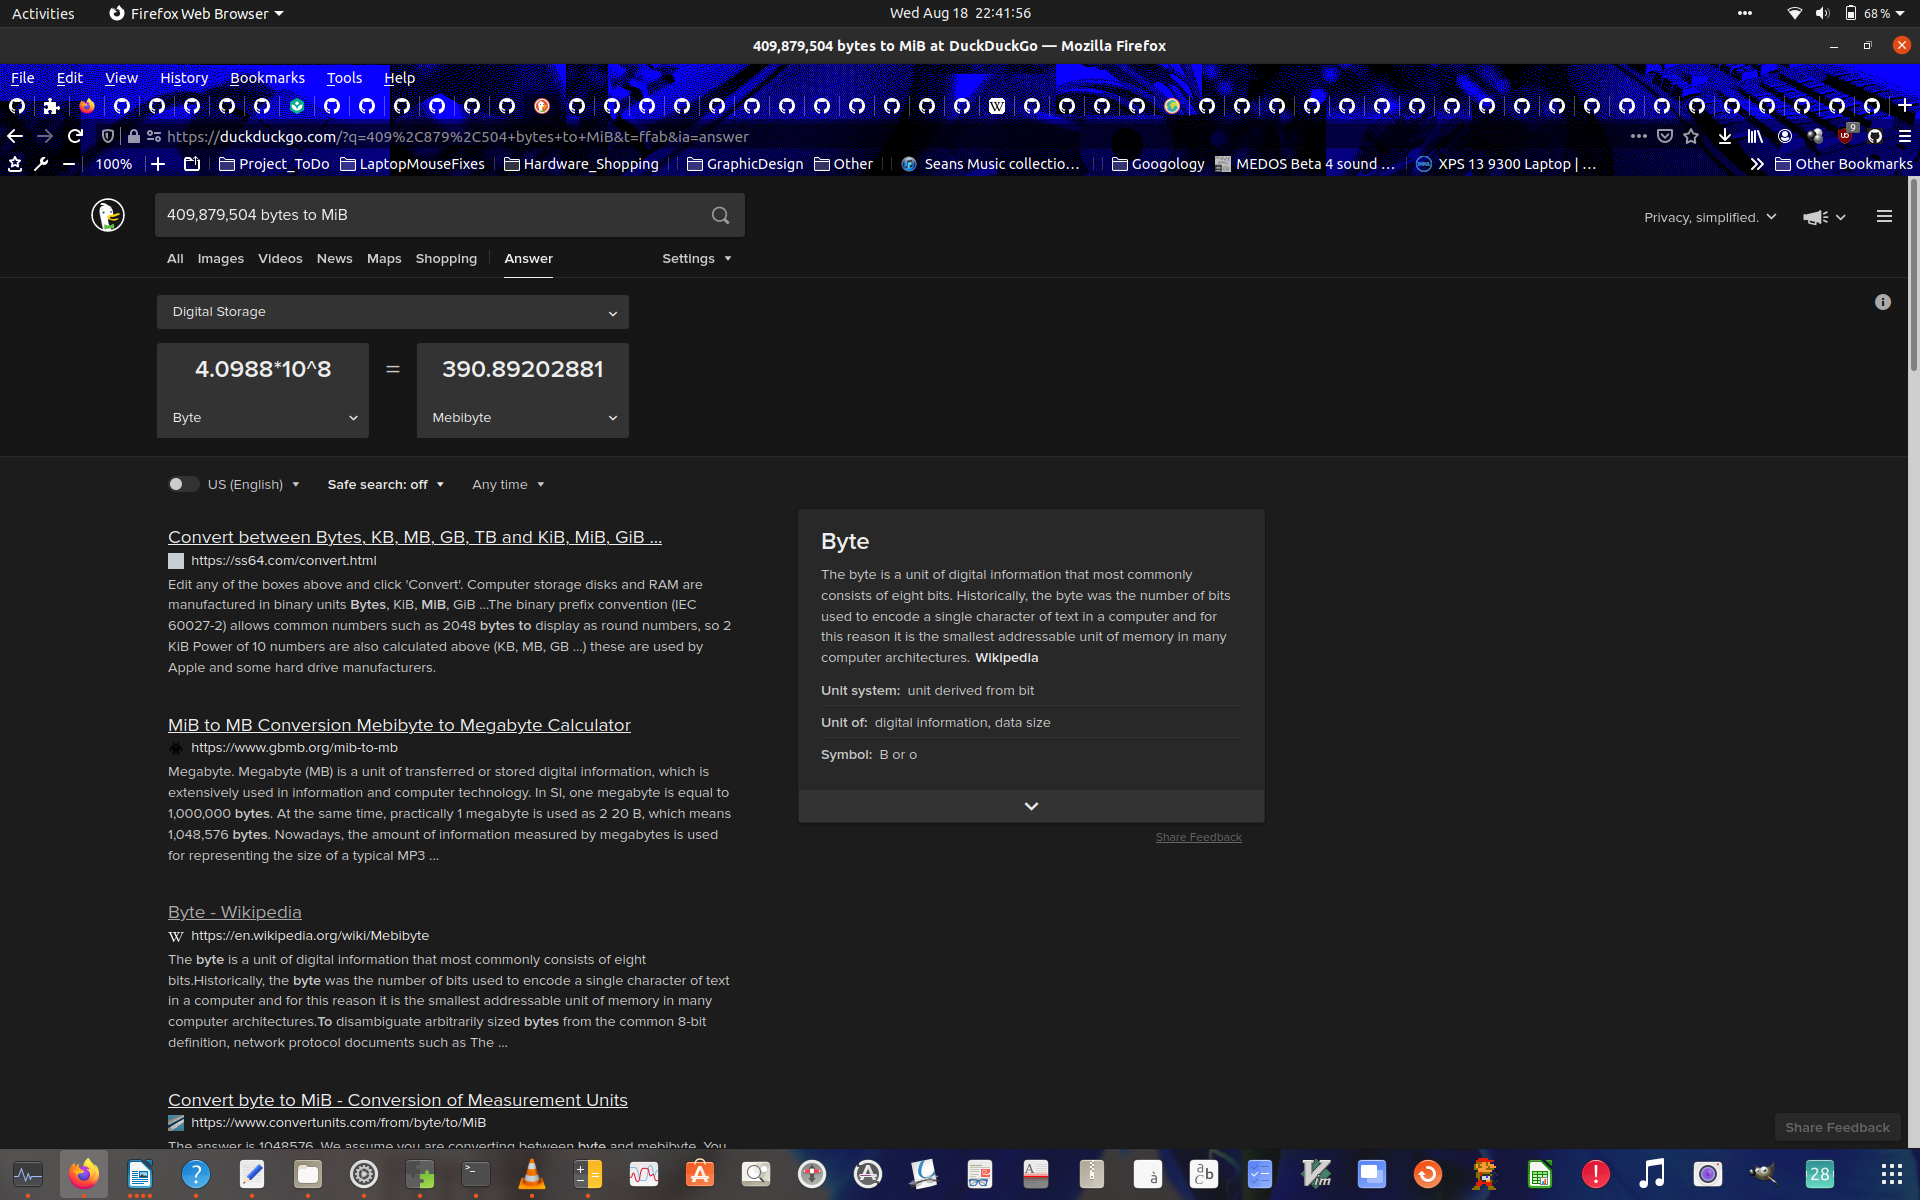 Activities Firefox Web Browser Wed Aug 18 22:41:56 68 %
409,879,504 bytes to MiB at DuckDuckGo — Mozilla Firefox
File Edit View History Bookmarks Tools Help
https://duckduckgo.com/?q=409%2C879%2C504+bytes+to+MiB&t=ffab&ia=answer 9
100% Project_ToDo LaptopMouseFixes Hardware_Shopping GraphicDesign Other Seans Music collectio… Googology MEDOS Beta 4 sound … XPS 13 9300 Laptop | … Other Bookmarks
409,879,504 bytes to MiB
Privacy, simplified.
All Images Videos News Maps Shopping Answer Settings
Digital Storage
4.0988*10^8 = 390.89202881
Byte Mebibyte
US (English) Safe search: off Any time
Convert between Bytes, KB, MB, GB, TB and KiB, MiB, GiB ...
https://ss64.com/convert.html
Edit any of the boxes above and click 'Convert'. Computer storage disks and RAM are
manufactured in binary units Bytes, KiB, MiB, GiB ...The binary prefix convention (IEC
60027-2) allows common numbers such as 2048 bytes to display as round numbers, so 2
KiB Power of 10 numbers are also calculated above (KB, MB, GB ...) these are used by
Apple and some hard drive manufacturers.
MiB to MB Conversion Mebibyte to Megabyte Calculator
https://www.gbmb.org/mib-to-mb
Megabyte. Megabyte (MB) is a unit of transferred or stored digital information, which is
extensively used in information and computer technology. In SI, one megabyte is equal to
1,000,000 bytes. At the same time, practically 1 megabyte is used as 2 20 B, which means
1,048,576 bytes. Nowadays, the amount of information measured by megabytes is used
for representing the size of a typical MP3 ...
Byte - Wikipedia
W https://en.wikipedia.org/wiki/Mebibyte
The byte is a unit of digital information that most commonly consists of eight
bits.Historically, the byte was the number of bits used to encode a single character of text
in a computer and for this reason it is the smallest addressable unit of memory in many
computer architectures.To disambiguate arbitrarily sized bytes from the common 8-bit
definition, network protocol documents such as The ...
Convert byte to MiB - Conversion of Measurement Units
https://www.convertunits.com/from/byte/to/MiB
The answer is 1048576. We assume you are converting between byte and mebibyte. You
Byte
The byte is a unit of digital information that most commonly
consists of eight bits. Historically, the byte was the number of bits
used to encode a single character of text in a computer and for
this reason it is the smallest addressable unit of memory in many
computer architectures. Wikipedia
Unit system: unit derived from bit
Unit of: digital information, data size
Symbol: B or o
Share Feedback
Share Feedback
28